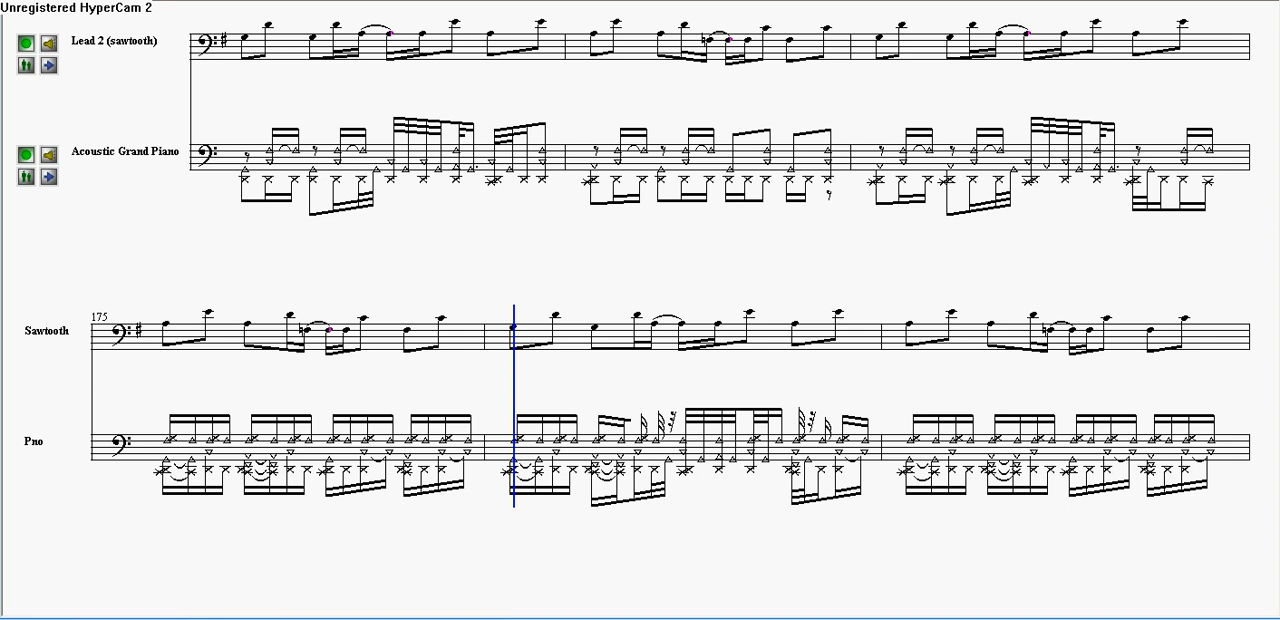 Unregistered HyperCam 2
Lead 2 (sawtooth)
Acoustic Grand Piano
175
Sawtooth
Pno